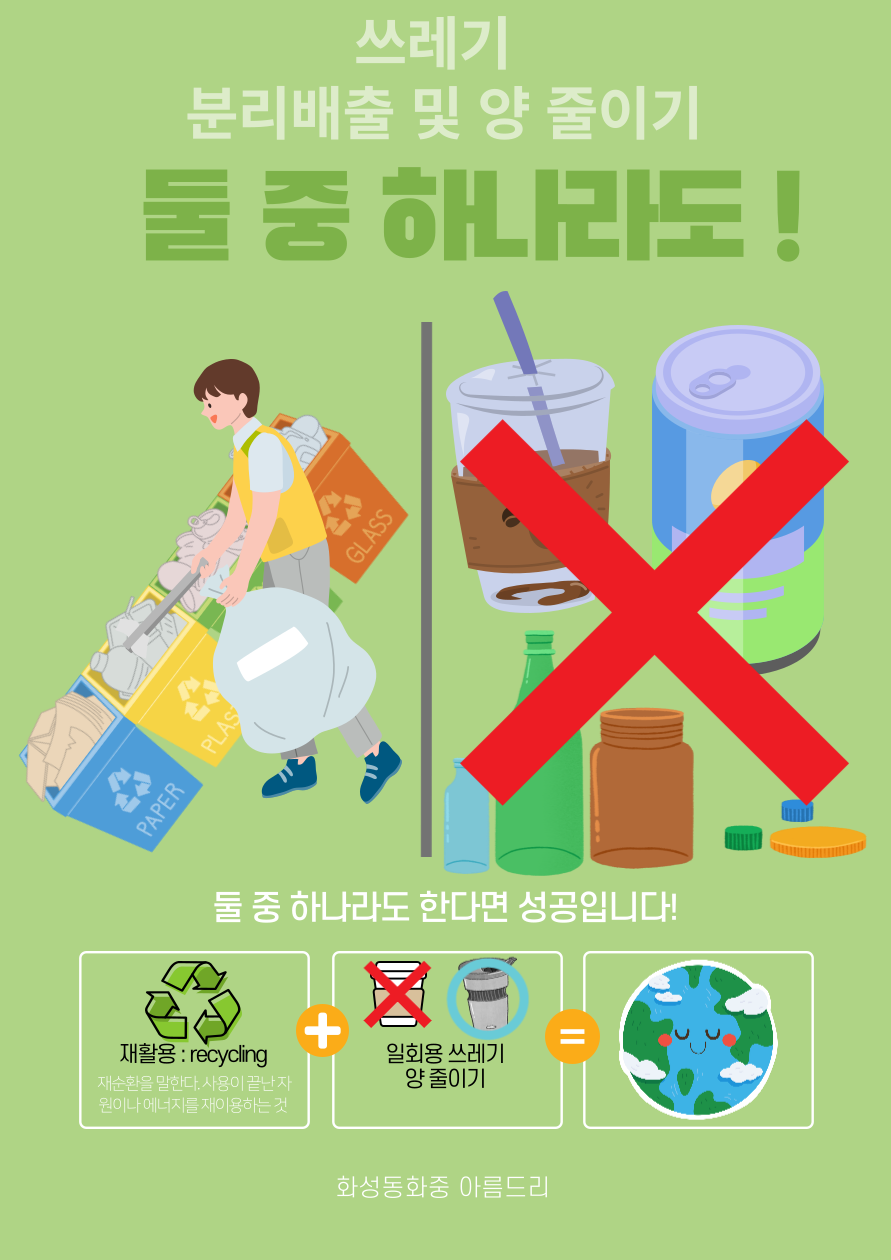 쓰레기
분리배출 및 양 줄이기
둘 중 하나라도 !
GLASS
PLAS
PAPER
둘 중 하나라도 한다면 성공입니다!
재활용 : recycling
재순환을 말한다. 사용이 끝난 자
원이나 에너지를 재이용하는 것
+
일회용 쓰레기
양 줄이기
=
화성동화중 아름드리